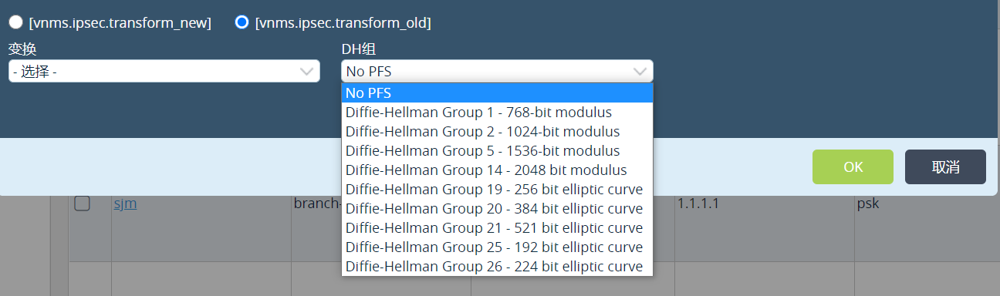 [vnms.ipsec.transform_new] [vnms.ipsec.transform_old]
变换 DH组
- 选择 - No PFS
No PFS
Diffie-Hellman Group 1 - 768-bit modulus
Diffie-Hellman Group 2 - 1024-bit modulus
Diffie-Hellman Group 5 - 1536-bit modulus
Diffie-Hellman Group 14 - 2048 bit modulus
OK 取消
Diffie-Hellman Group 19 - 256 bit elliptic curve
sjm branch- 1.1.1.1 psk
Diffie-Hellman Group 20 - 384 bit elliptic curve
Diffie-Hellman Group 21 - 521 bit elliptic curve
Diffie-Hellman Group 25 - 192 bit elliptic curve
Diffie-Hellman Group 26 - 224 bit elliptic curve